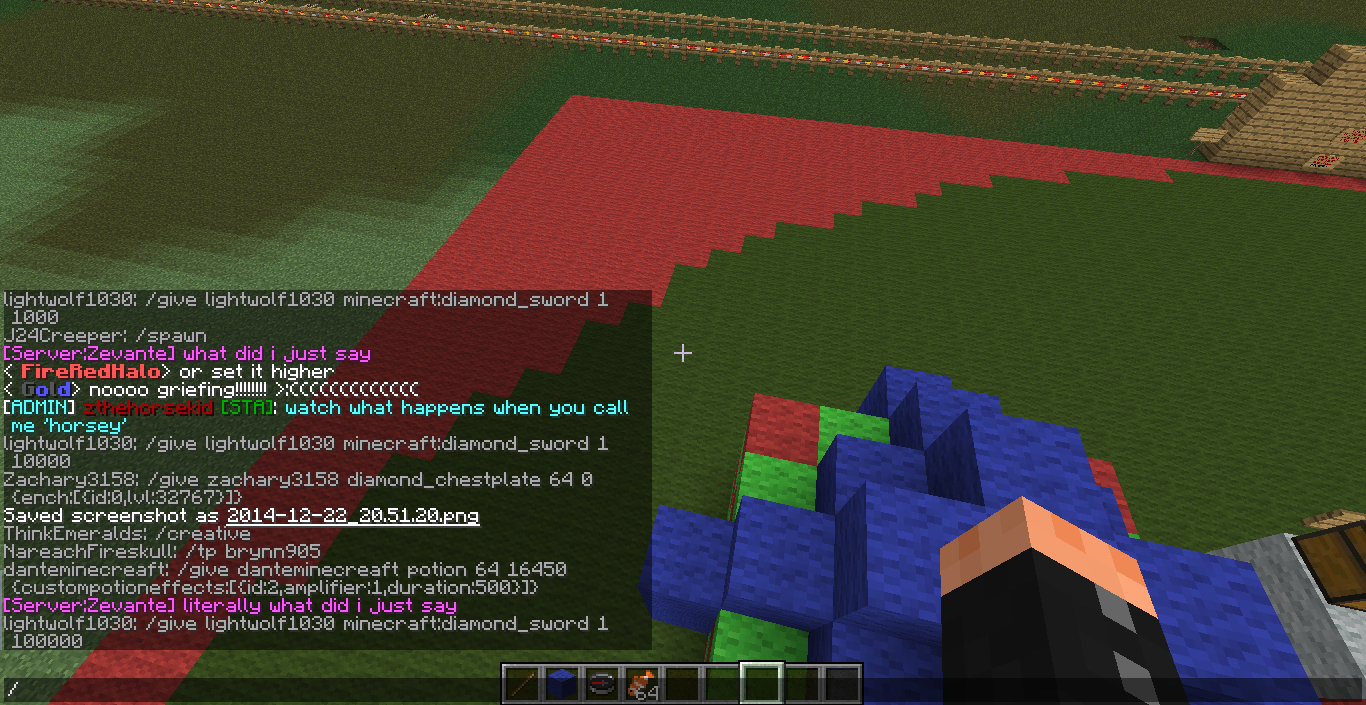 lightwolf1030: /give lightwolf1030 minecraft:diamond_sword 1
1000
J24Creeper: /spawn
[Server:Zevante] what did i just say
< FireRedHalo> or set it higher
< Gold> noooo griefing!!!!!!!! >:(((((((((((((
[ADMIN] zthehorsekid [STA]: watch what happens when you call
me 'horsey'
lightwolf1030: /give lightwolf1030 minecraft:diamond_sword 1
10000
Zachary3158: /give zachary3158 diamond_chestplate 64 0
{ench:[{id:0,lvl:32767}]}
Saved screenshot as 2014-12-22_20.51.20.png
ThinkEmeralds: /creative
NareachFireskull: /tp brynn905
danteminecreaft: /give danteminecreaft potion 64 16450
{custompotioneffects:[{id:2,amplifier:1,duration:500}]}
[Server:Zevante] literally what did i just say
lightwolf1030: /give lightwolf1030 minecraft:diamond_sword 1
100000
64
/